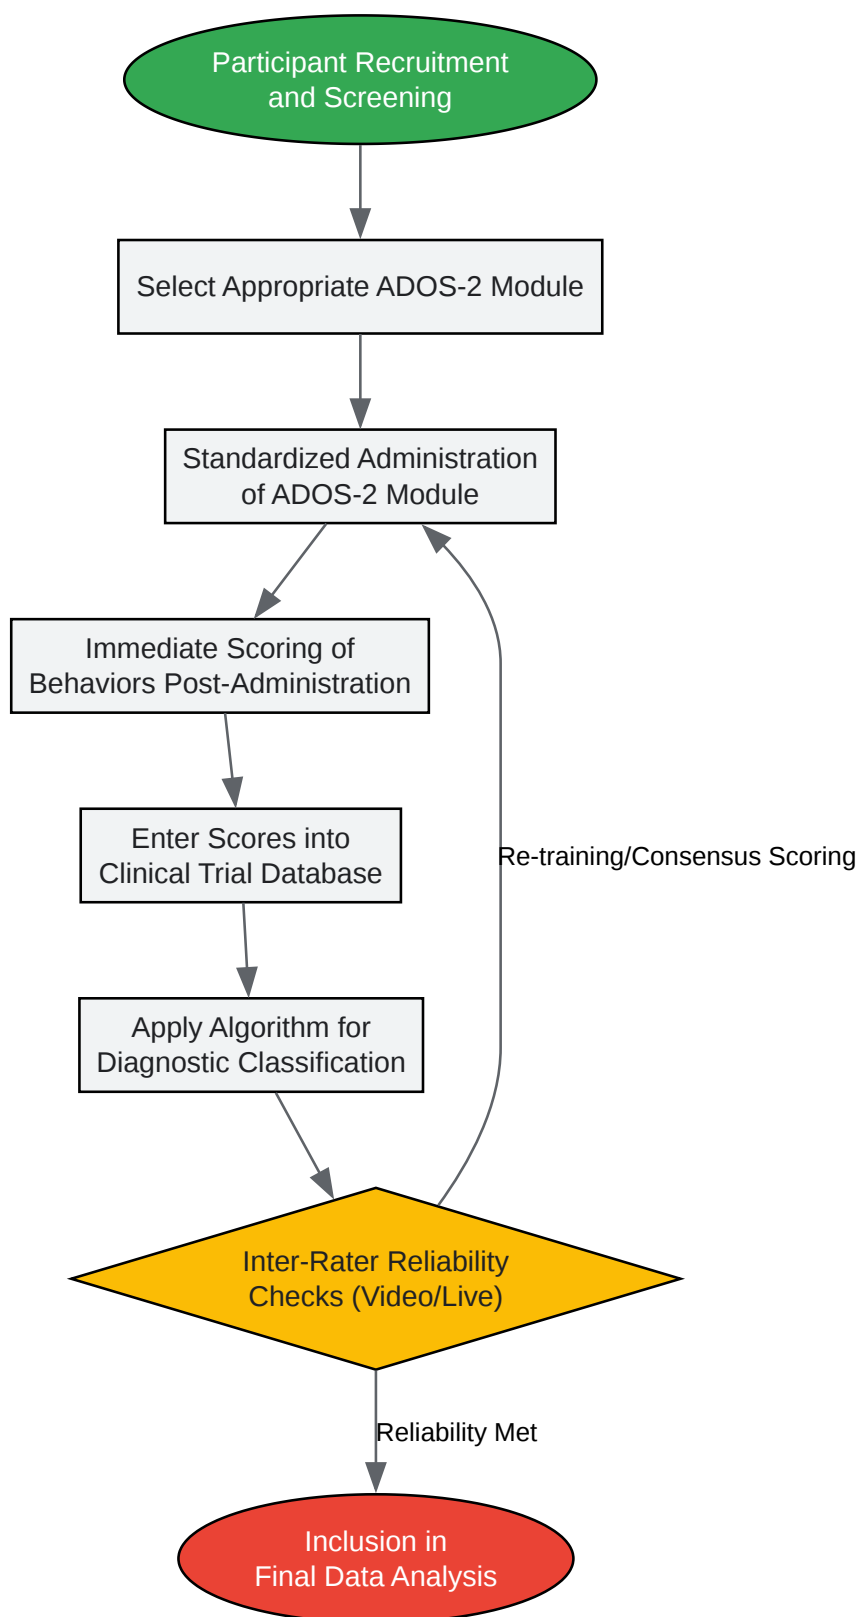 Participant Recruitment
and Screening
Select Appropriate ADOS-2 Module
Standardized Administration
of ADOS-2 Module
Immediate Scoring of
Behaviors Post-Administration
Enter Scores into
Clinical Trial Database
Re-training/Consensus Scoring
Apply Algorithm for
Diagnostic Classification
Inter-Rater Reliability
Checks (Video/Live)
Reliability Met
Inclusion in
Final Data Analysis